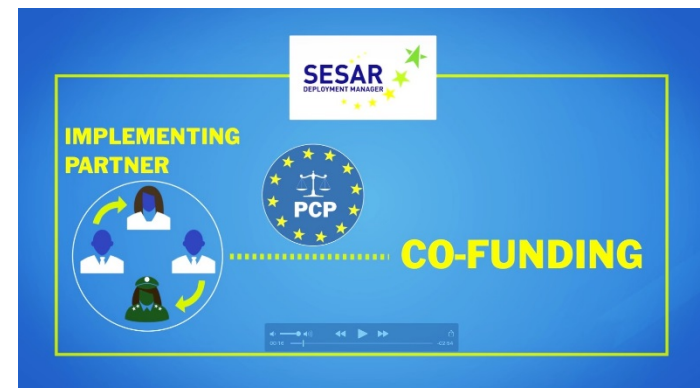 SESAR
DEPLOYMENT MANAGER
IMPLEMENTING
PARTNER
PCP
CO-FUNDING